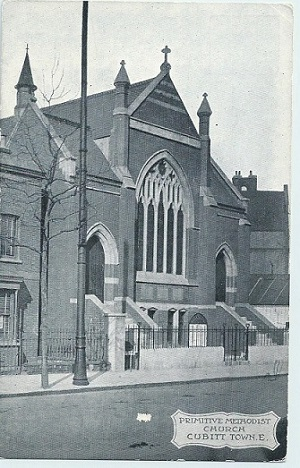 PRIMITIVE METHODIST
CHURCH
CUBITT TOWN. E.